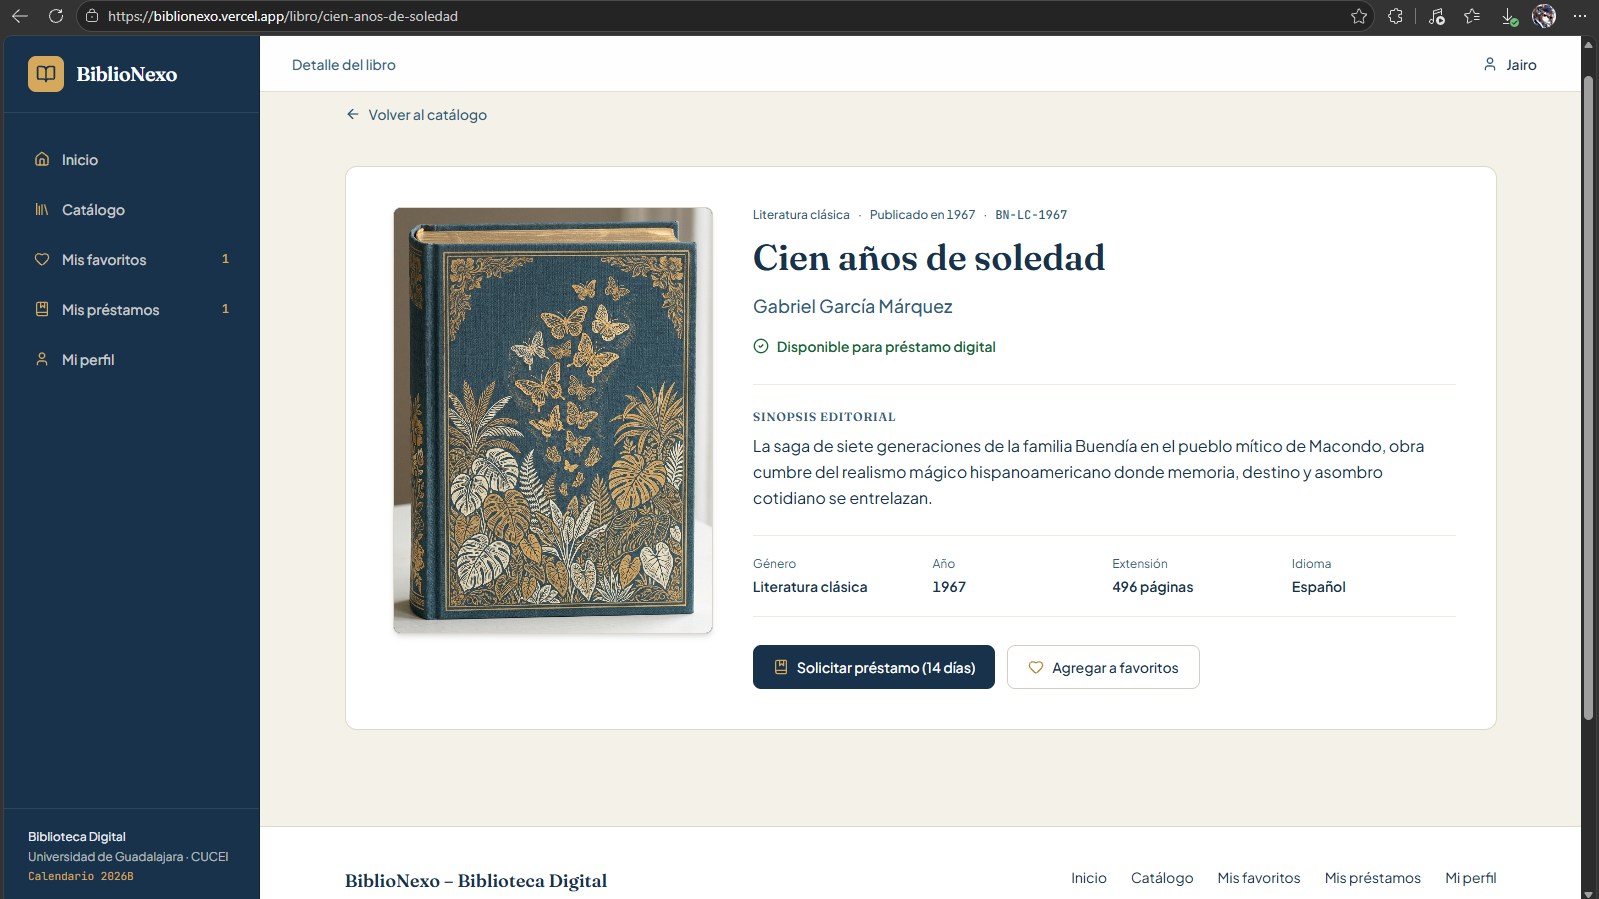 https://biblionexo.vercel.app/libro/cien-anos-de-soledad
BiblioNexo
Inicio
Catálogo
Mis favoritos 1
Mis préstamos 1
Mi perfil
Biblioteca Digital
Universidad de Guadalajara · CUCEI
Calendario 2026B
Detalle del libro
Jairo
← Volver al catálogo
Literatura clásica · Publicado en 1967 · BN-LC-1967
Cien años de soledad
Gabriel García Márquez
Disponible para préstamo digital
SINOPSIS EDITORIAL
La saga de siete generaciones de la familia Buendía en el pueblo mítico de Macondo, obra
cumbre del realismo mágico hispanoamericano donde memoria, destino y asombro
cotidiano se entrelazan.
Género Año Extensión Idioma
Literatura clásica 1967 496 páginas Español
Solicitar préstamo (14 días) Agregar a favoritos
BiblioNexo – Biblioteca Digital
Inicio Catálogo Mis favoritos Mis préstamos Mi perfil